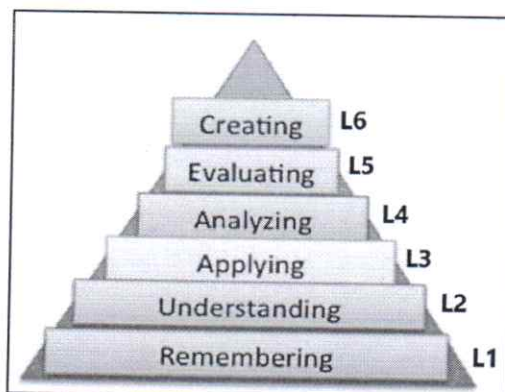 Creating L6
Evaluating L5
Analyzing L4
Applying L3
Understanding L2
Remembering L1